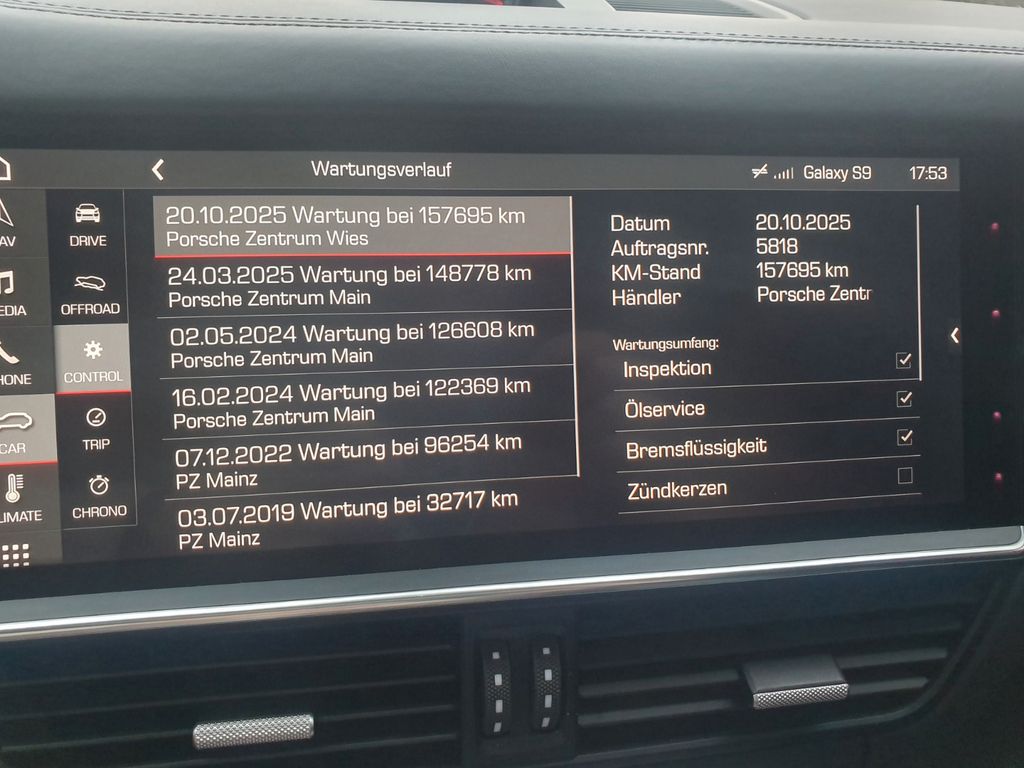 Wartungsverlauf
Galaxy S9
17:53
DRIVE
OFFROAD
CONTROL
TRIP
CHRONO
CAR
20.10.2025 Wartung bei 157695 km
Porsche Zentrum Wies
24.03.2025 Wartung bei 148778 km
Porsche Zentrum Main
02.05.2024 Wartung bei 126608 km
Porsche Zentrum Main
16.02.2024 Wartung bei 122369 km
Porsche Zentrum Main
07.12.2022 Wartung bei 96254 km
PZ Mainz
03.07.2019 Wartung bei 32717 km
PZ Mainz
Datum 20.10.2025
Auftragsnr. 5818
KM-Stand 157695 km
Händler Porsche Zentr
Wartungsumfang:
Inspektion
Ölservice
Bremsflüssigkeit
Zündkerzen